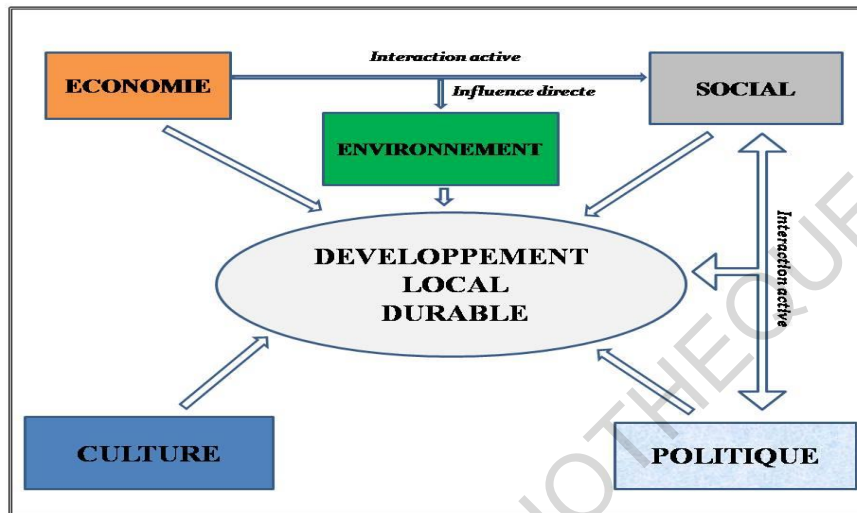 Interaction active
ECONOMIE
SOCIAL
Influence directe
ENVIRONNEMENT
DEVELOPPEMENT
LOCAL
DURABLE
Interaction active
CULTURE
POLITIQUE